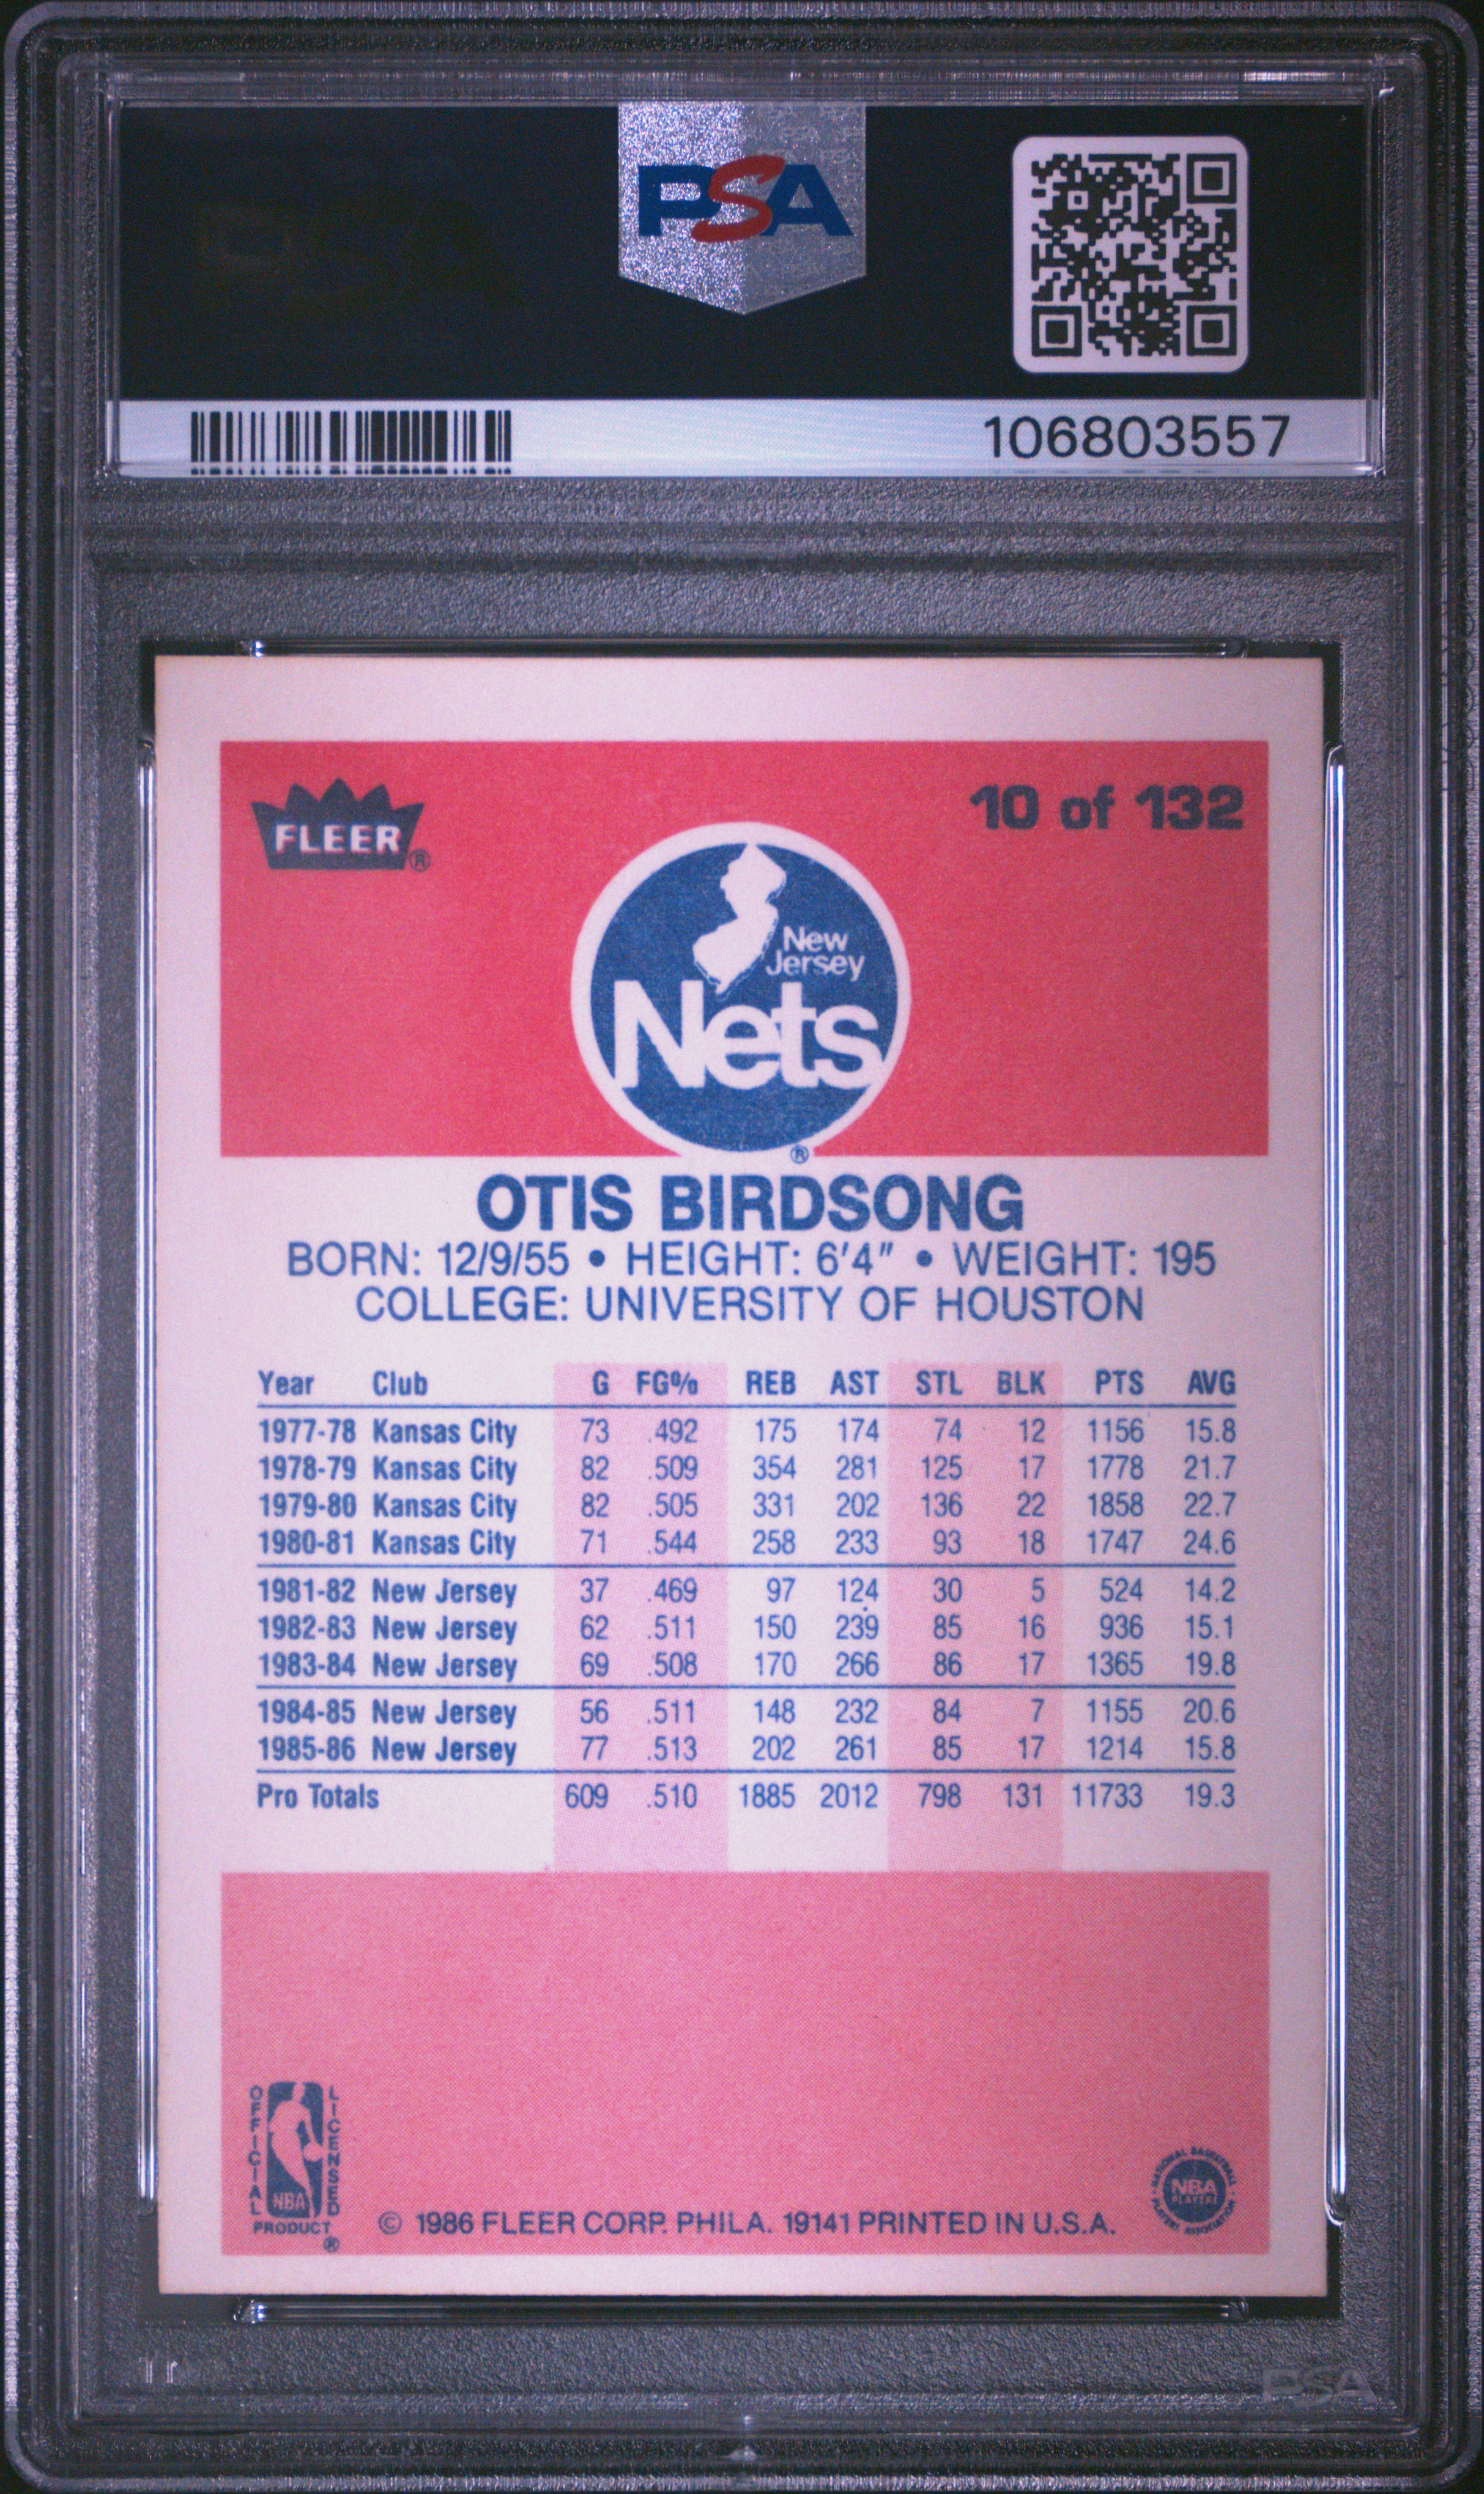 PSA
106803557
FLEER®
10 of 132
New
Jersey
Nets
®
OTIS BIRDSONG
BORN: 12/9/55 • HEIGHT: 6'4" • WEIGHT: 195
COLLEGE: UNIVERSITY OF HOUSTON
Year Club G FG% REB AST STL BLK PTS AVG
1977-78 Kansas City 73 .492 175 174 74 12 1156 15.8
1978-79 Kansas City 82 .509 354 281 125 17 1778 21.7
1979-80 Kansas City 82 .505 331 202 136 22 1858 22.7
1980-81 Kansas City 71 .544 258 233 93 18 1747 24.6
1981-82 New Jersey 37 .469 97 124 30 5 524 14.2
1982-83 New Jersey 62 .511 150 239 85 16 936 15.1
1983-84 New Jersey 69 .508 170 266 86 17 1365 19.8
1984-85 New Jersey 56 .511 148 232 84 7 1155 20.6
1985-86 New Jersey 77 .513 202 261 85 17 1214 15.8
Pro Totals 609 .510 1885 2012 798 131 11733 19.3
OFFICIAL LICENSED
NBA
PRODUCT
®
© 1986 FLEER CORP. PHILA. 19141 PRINTED IN U.S.A.
NATIONAL BASKETBALL
NBA
PLAYERS
PLAYERS ASSOCIATION
PSA